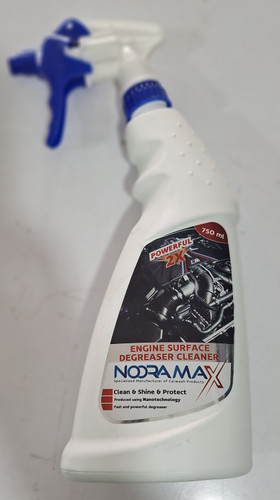 750 ml
POWERFUL
2X
ENGINE SURFACE
DEGREASER CLEANER
NOORAMAX
Specialized Manufacturer of Carwash Products
Clean & Shine & Protect
Produced using Nanotechnology
Fast and powerful degreaser